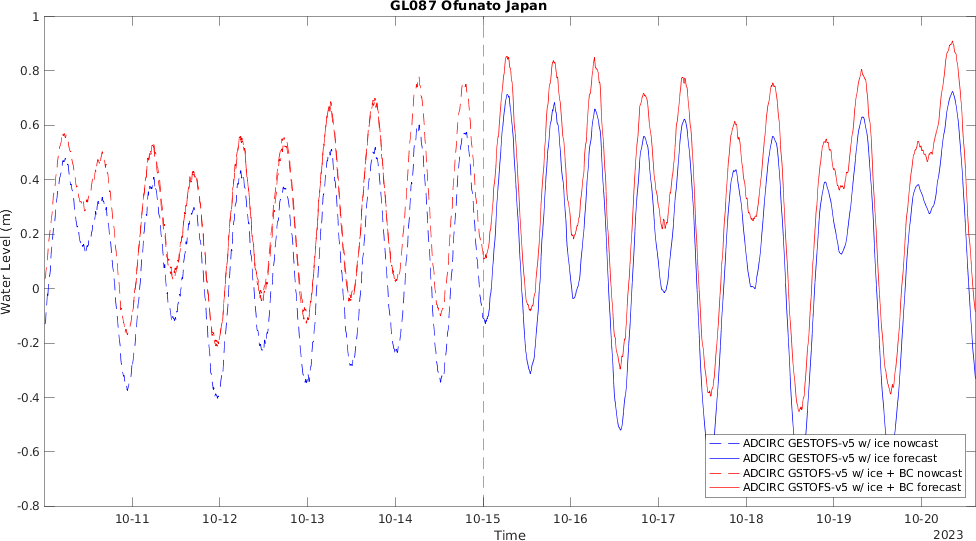 GL087 Ofunato Japan
1
0.8
0.6
0.4
0.2
0
-0.2
-0.4
-0.6
-0.8
Water Level (m)
10-11 10-12 10-13 10-14 10-15 10-16 10-17 10-18 10-19 10-20
Time
2023
ADCIRC GESTOFS-v5 w/ ice nowcast
ADCIRC GESTOFS-v5 w/ ice forecast
ADCIRC GSTOFS-v5 w/ ice + BC nowcast
ADCIRC GSTOFS-v5 w/ ice + BC forecast